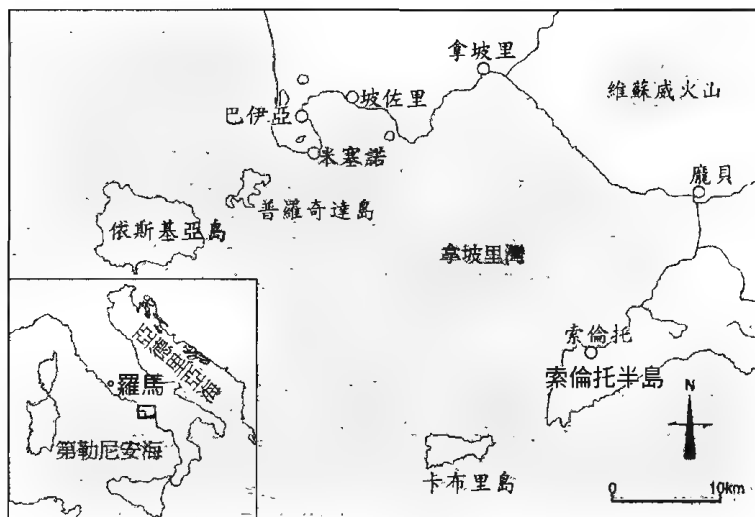 拿坡里
維蘇威火山
坡佐里
巴伊亞
米塞諾
龐貝
普羅奇達島
依斯基亞島
拿坡里灣
索倫托
索倫托半島
卡布里島
N
0 10km
亞得里亞海
羅馬
第勒尼安海